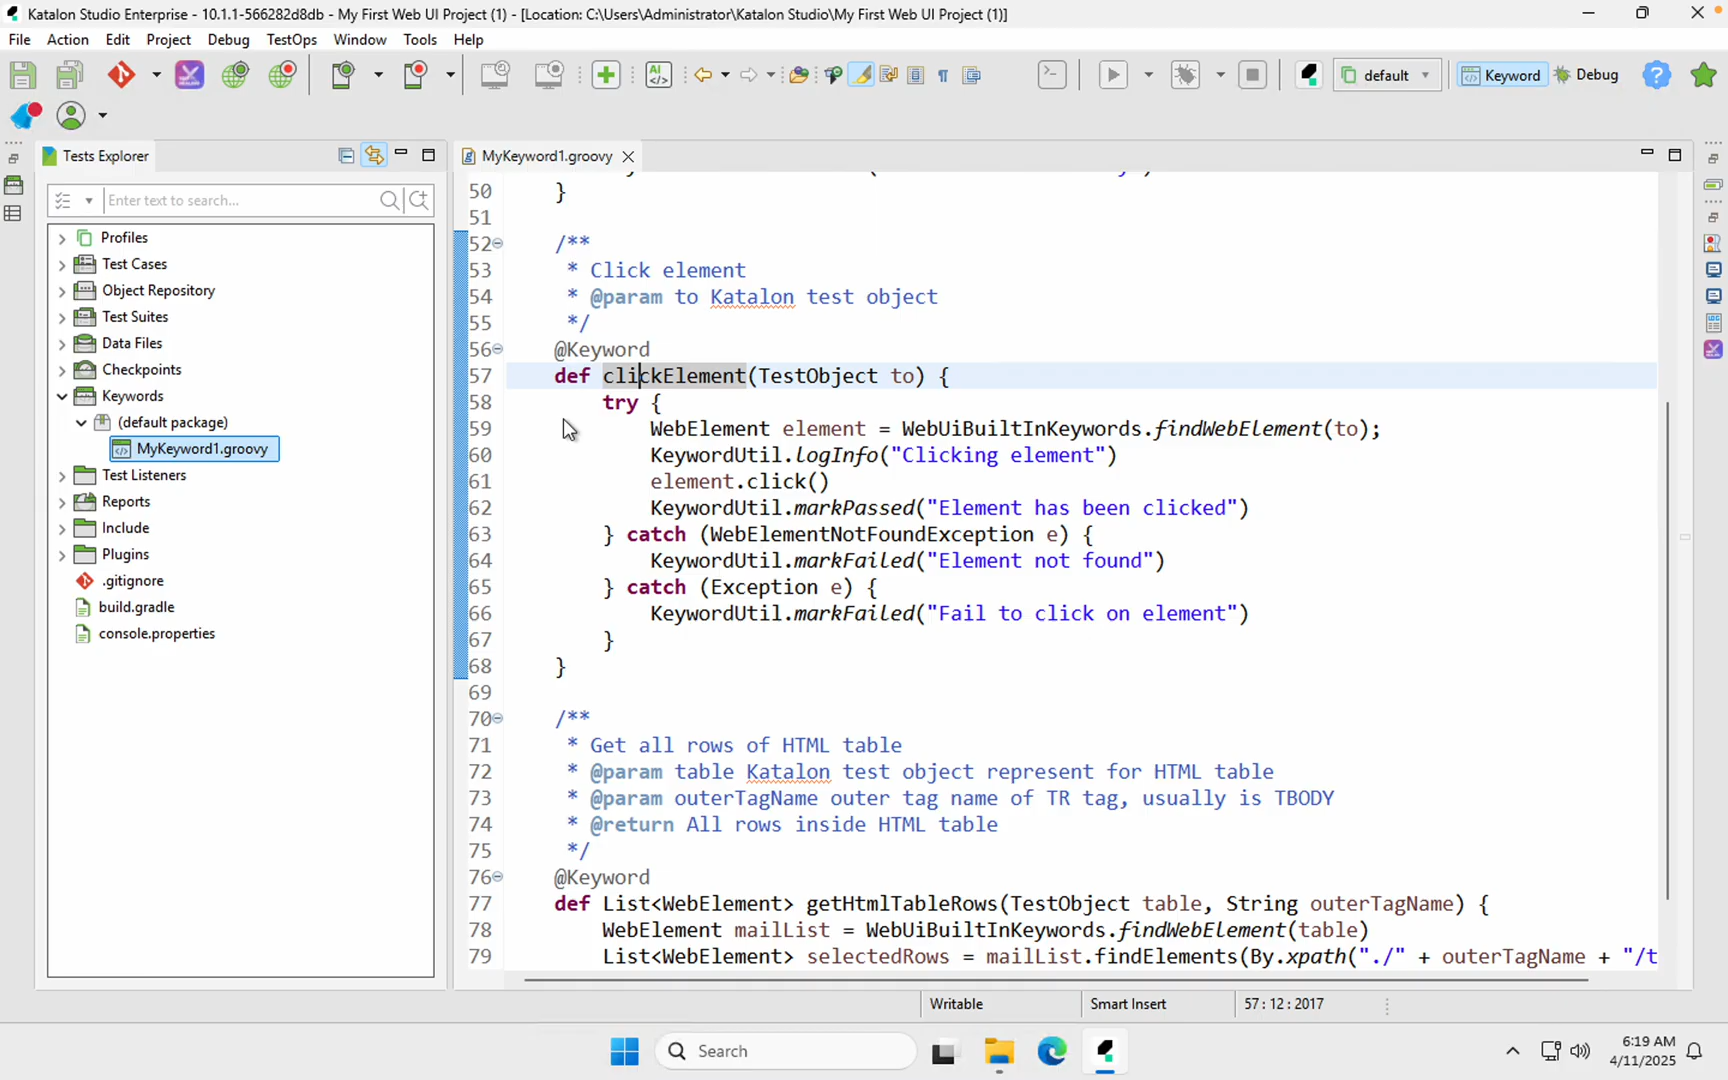 Katalon Studio Enterprise - 10.1.1-566282d8db - My First Web UI Project (1) - [Location: C:\Users\Administrator\Katalon Studio\My First Web UI Project (1)]
File Action Edit Project Debug TestOps Window Tools Help
AI
default
Keyword
Debug
Tests Explorer
MyKeyword1.groovy
Enter text to search...
Profiles
Test Cases
Object Repository
Test Suites
Data Files
Checkpoints
Keywords
(default package)
MyKeyword1.groovy
Test Listeners
Reports
Include
Plugins
.gitignore
build.gradle
console.properties
50 }
51
52 /**
53 * Click element
54 * @param to Katalon test object
55 */
56 @Keyword
57 def clickElement(TestObject to) {
58 try {
59 WebElement element = WebUiBuiltInKeywords.findWebElement(to);
60 KeywordUtil.logInfo("Clicking element")
61 element.click()
62 KeywordUtil.markPassed("Element has been clicked")
63 } catch (WebElementNotFoundException e) {
64 KeywordUtil.markFailed("Element not found")
65 } catch (Exception e) {
66 KeywordUtil.markFailed("Fail to click on element")
67 }
68 }
69
70 /**
71 * Get all rows of HTML table
72 * @param table Katalon test object represent for HTML table
73 * @param outerTagName outer tag name of TR tag, usually is TBODY
74 * @return All rows inside HTML table
75 */
76 @Keyword
77 def List<WebElement> getHtmlTableRows(TestObject table, String outerTagName) {
78 WebElement mailList = WebUiBuiltInKeywords.findWebElement(table)
79 List<WebElement> selectedRows = mailList.findElements(By.xpath("./" + outerTagName + "/t
Writable
Smart Insert
57 : 12 : 2017
Search
6:19 AM
4/11/2025